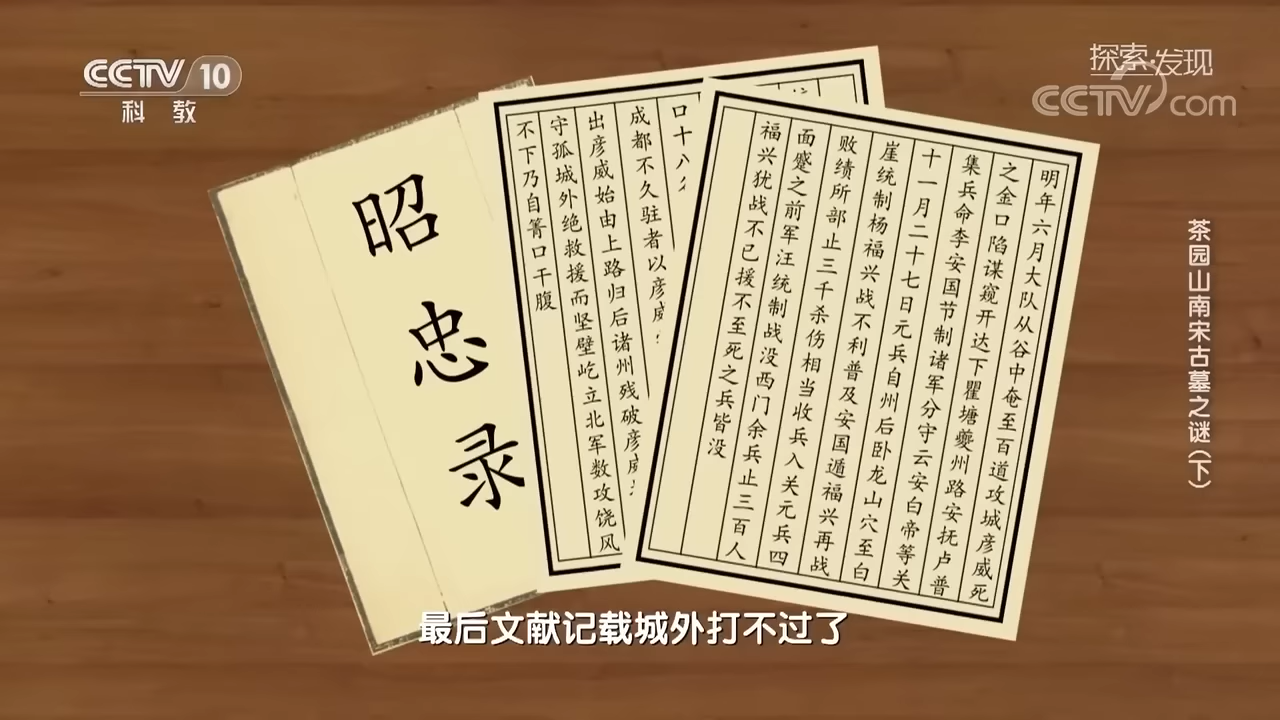 CCTV 10
科教
探索·发现
CCTV.com
茶园山南宋古墓之谜(下)
昭忠录
明年六月大队从谷中奄至百道攻城彦威死
之金口陷谋窥开达下瞿塘夔州路安抚卢普
集兵命李安国节制诸军分守云安白帝等关
十一月二十七日元兵自州后卧龙山穴至白
崖统制杨福兴战不利普及安国遁福兴再战
败绩所部止三千杀伤相当收兵入关元兵四
面蹙之前军汪统制战没西门余兵止三百人
福兴犹战不已援不至死之兵皆没
口十八
成都不久驻者以彦威
出彦威始由上路归后诸州残破彦威
守孤城外绝救援而坚壁屹立北军数攻饶风
不下乃自箐口干腹
最后文献记载城外打不过了